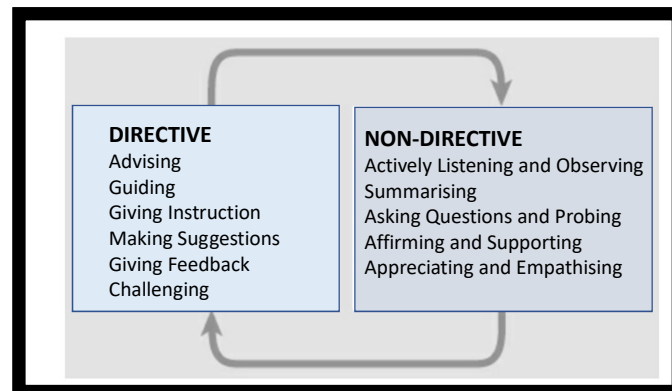 DIRECTIVE
Advising
Guiding
Giving Instruction
Making Suggestions
Giving Feedback
Challenging
NON-DIRECTIVE
Actively Listening and Observing
Summarising
Asking Questions and Probing
Affirming and Supporting
Appreciating and Empathising